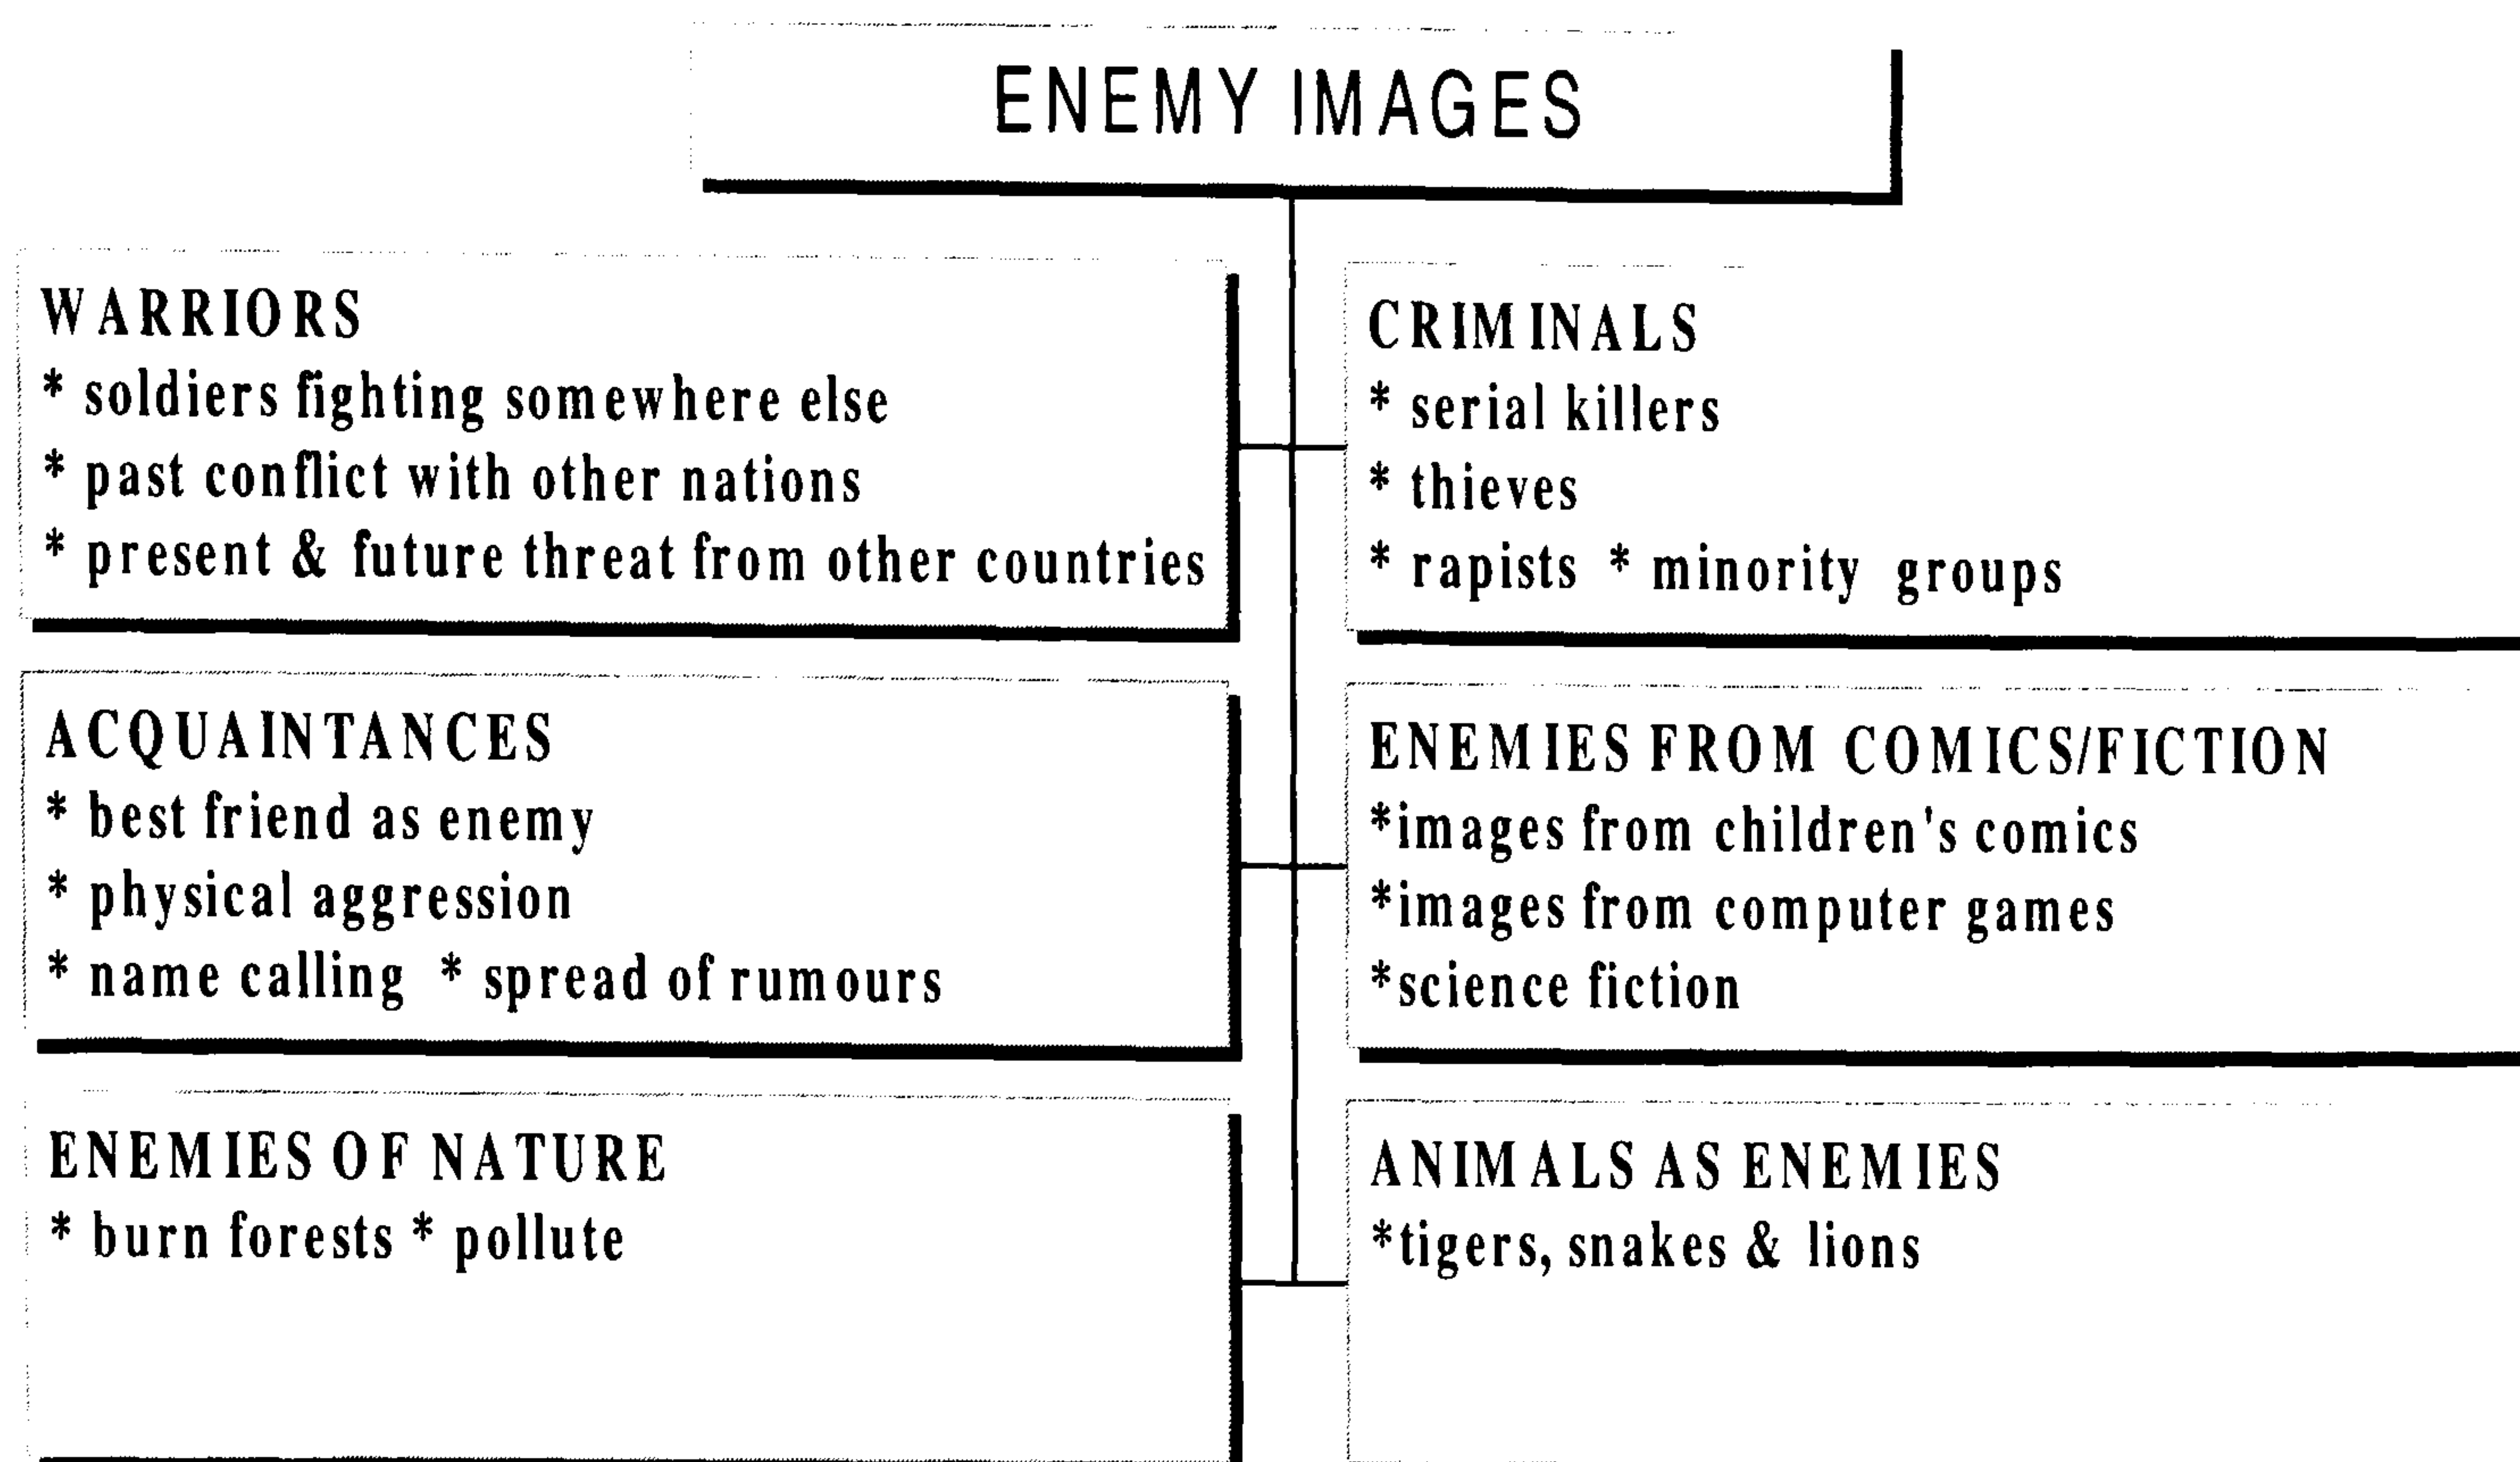 ENEMY IMAGES
WARRIORS
* soldiers fighting somewhere else
* past conflict with other nations
* present & future threat from other countries
CRIMINALS
* serial killers
* thieves
* rapists * minority groups
ACQUAINTANCES
* best friend as enemy
* physical aggression
* name calling * spread of rumours
ENEMIES FROM COMICS/FICTION
*images from children's comics
*images from computer games
*science fiction
ENEMIES OF NATURE
* burn forests * pollute
ANIMALS AS ENEMIES
*tigers, snakes & lions